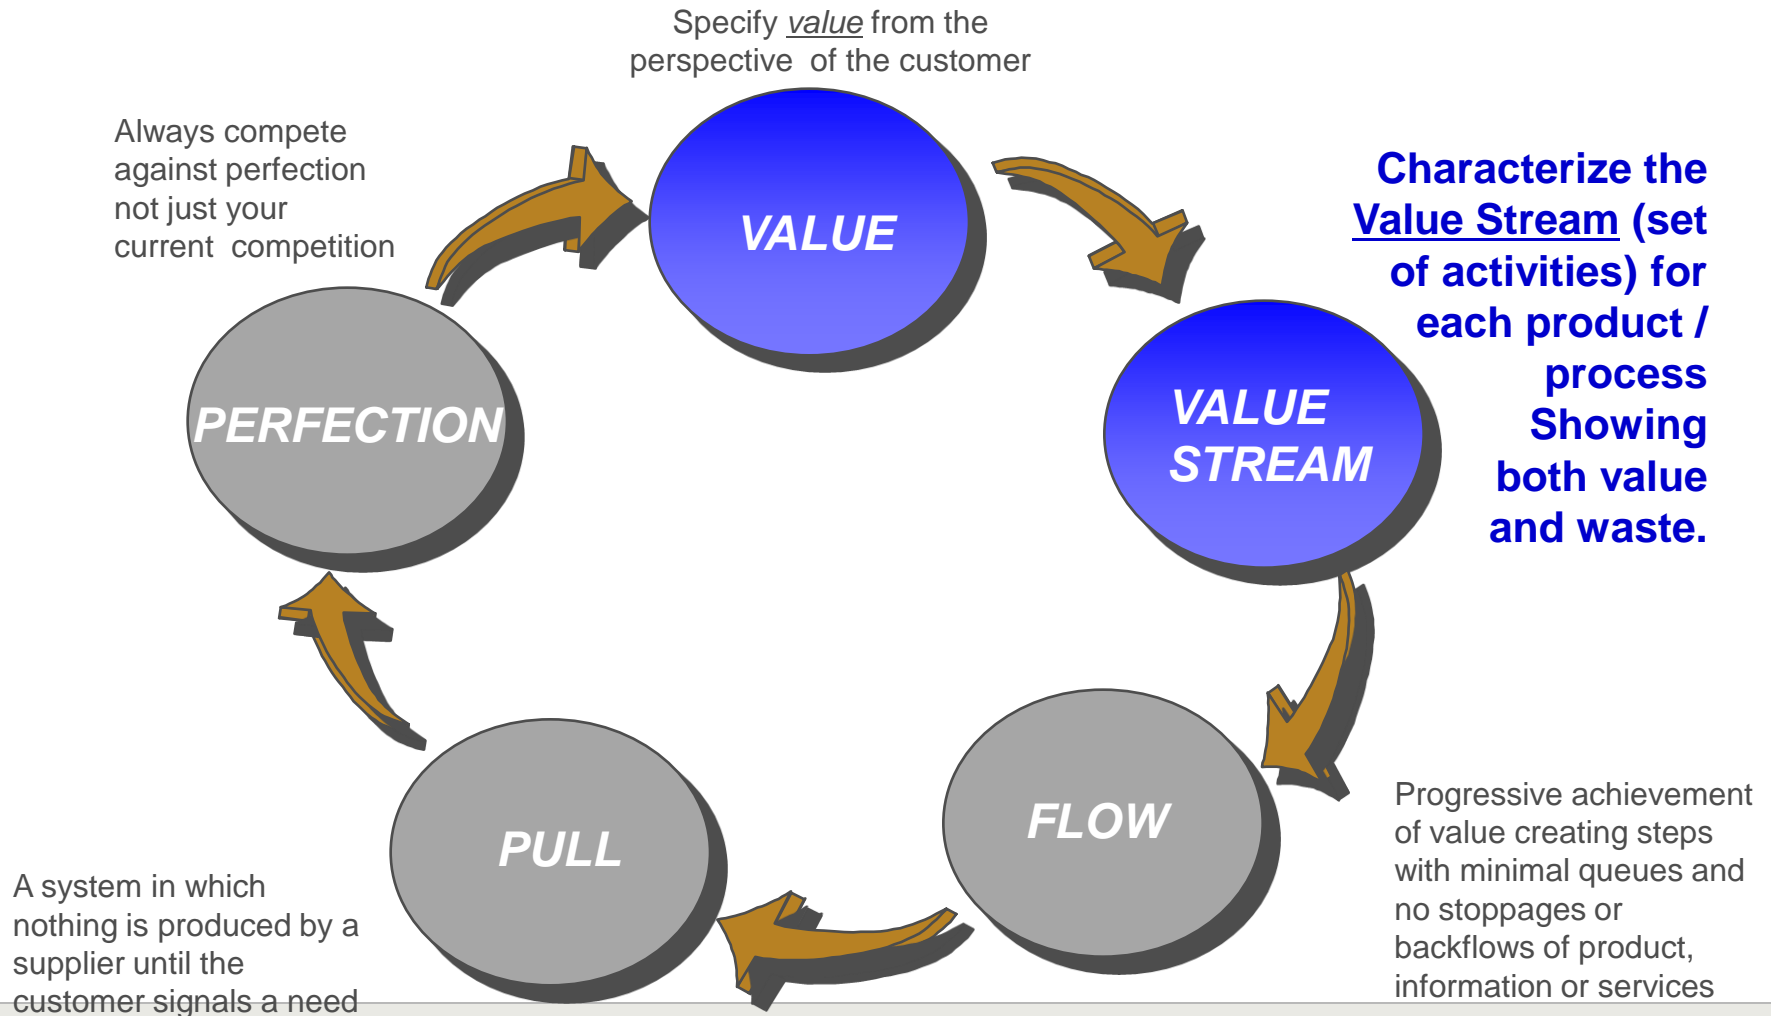 Specify value from the
perspective of the customer
VALUE
Characterize the
Value Stream (set
of activities) for
each product /
process
Showing
both value
and waste.
VALUE
STREAM
Progressive achievement
of value creating steps
with minimal queues and
no stoppages or
backflows of product,
information or services
FLOW
PULL
A system in which
nothing is produced by a
supplier until the
customer signals a need
PERFECTION
Always compete
against perfection
not just your
current competition